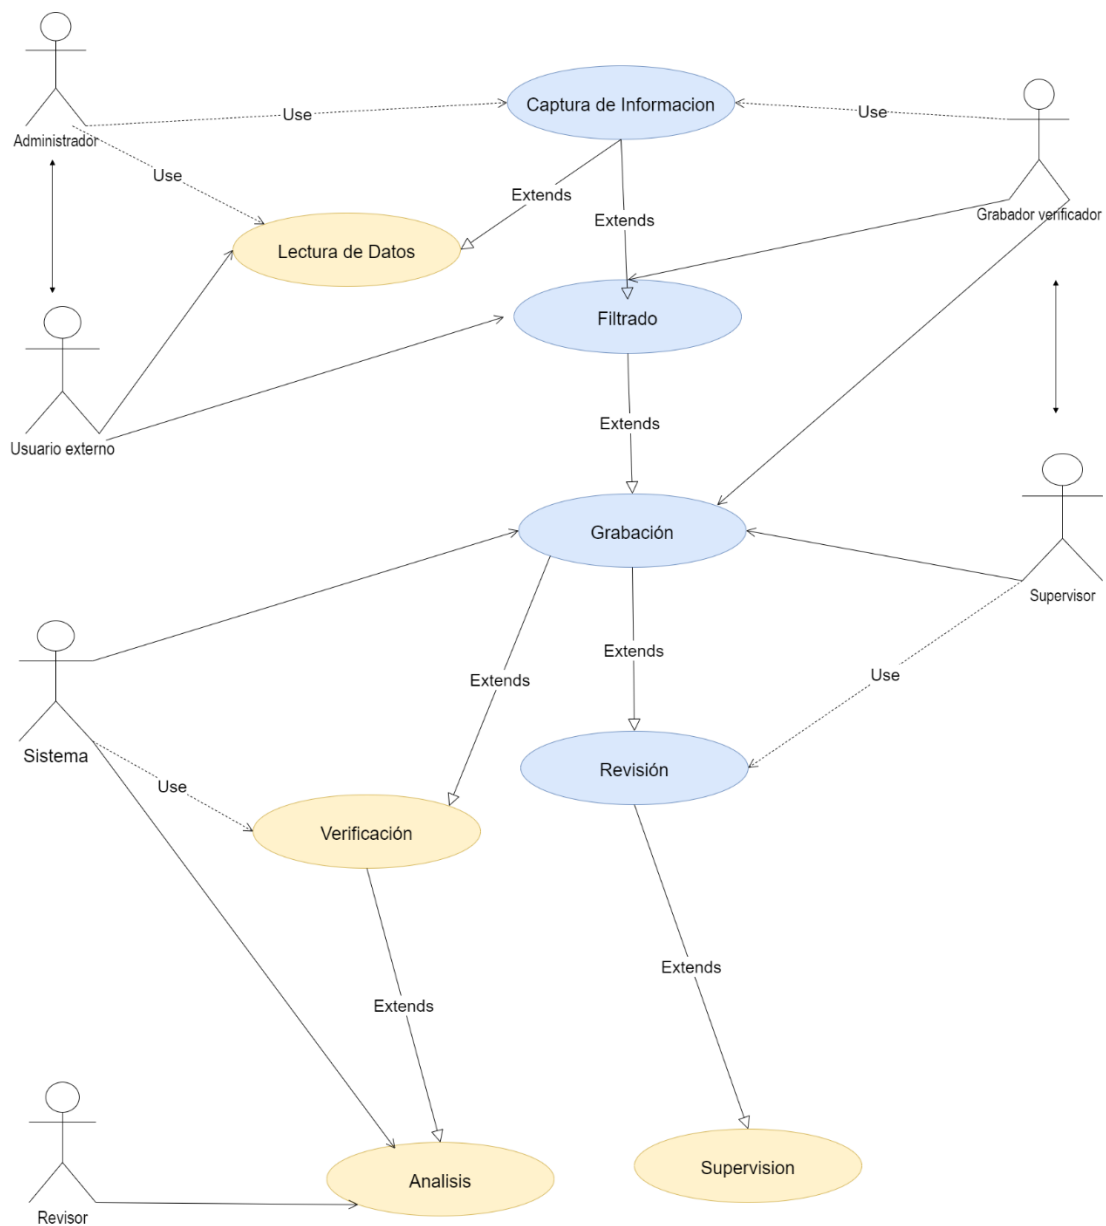 Captura de Informacion
Use
Use
Administrador
Use
Extends
Extends
Grabador verificador
Lectura de Datos
Filtrado
Extends
Usuario externo
Grabación
Supervisor
Extends
Extends
Use
Sistema
Revisión
Use
Verificación
Extends
Extends
Analisis
Supervision
Revisor